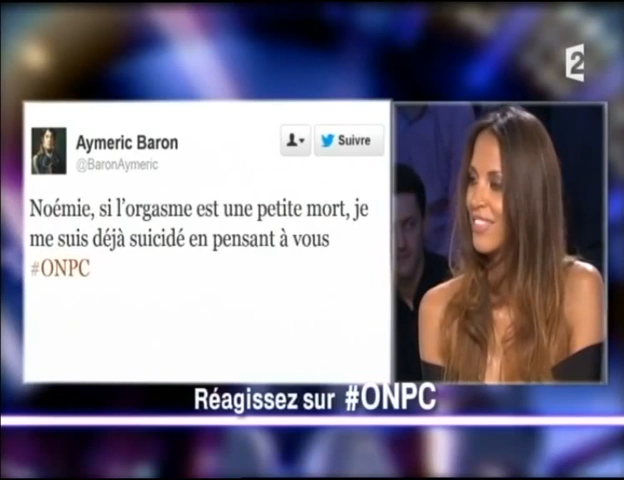 2
Aymeric Baron
@BaronAymeric
Suivre
Noémie, si l'orgasme est une petite mort, je
me suis déjà suicidé en pensant à vous
#ONPC
Réagissez sur #ONPC